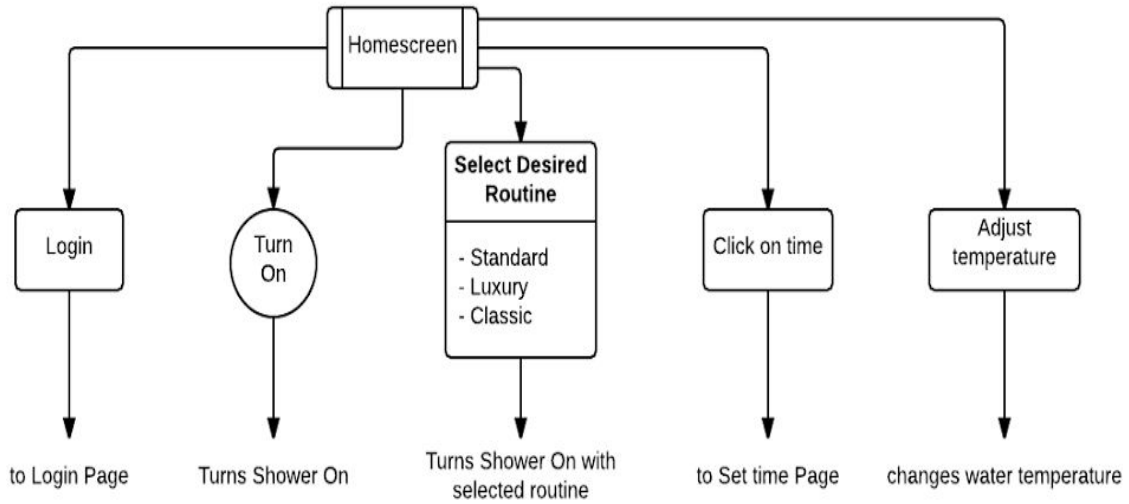 Homescreen
Login
Turn
On
Select Desired
Routine
- Standard
- Luxury
- Classic
Click on time
Adjust
temperature
to Login Page
Turns Shower On
Turns Shower On with
selected routine
to Set time Page
changes water temperature